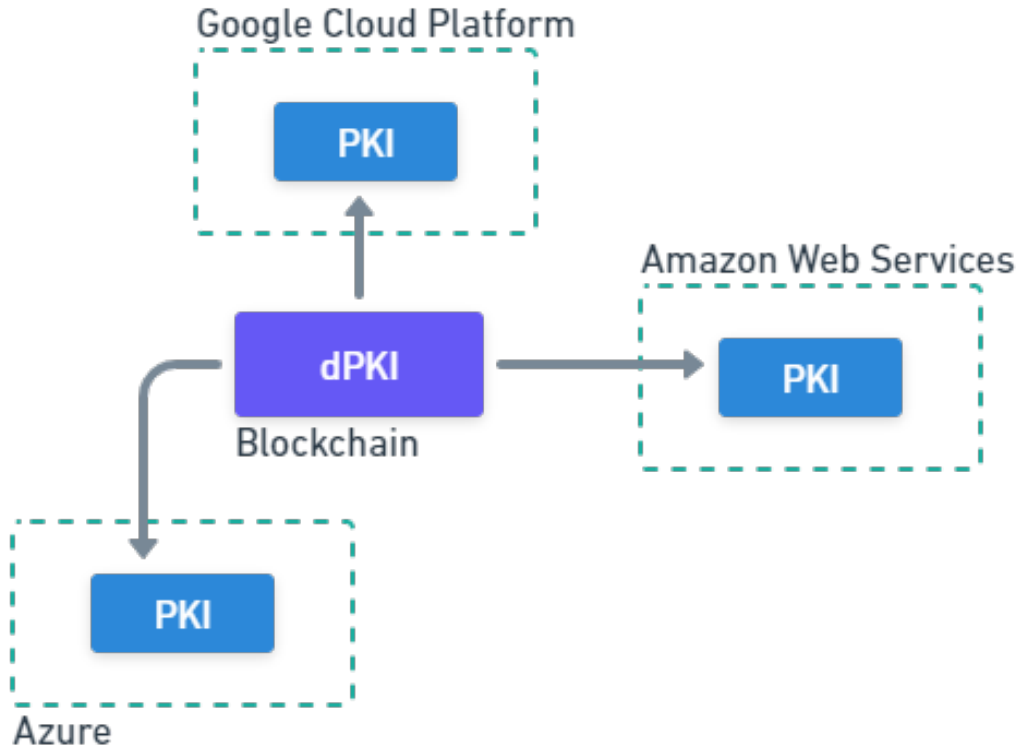 Google Cloud Platform
PKI
Amazon Web Services
dPKI
PKI
Blockchain
PKI
Azure